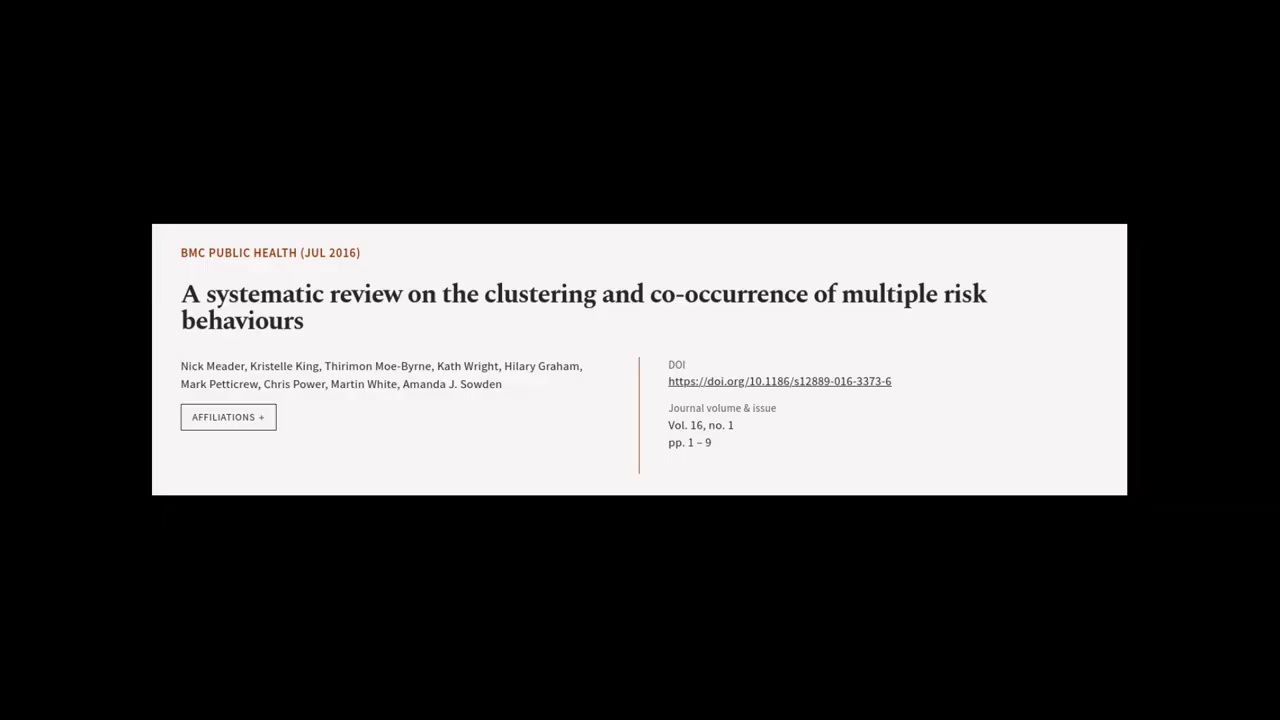 BMC PUBLIC HEALTH (JUL 2016)
A systematic review on the clustering and co-occurrence of multiple risk
behaviours
Nick Meader, Kristelle King, Thirimon Moe-Byrne, Kath Wright, Hilary Graham,
Mark Petticrew, Chris Power, Martin White, Amanda J. Sowden
AFFILIATIONS +
DOI
https://doi.org/10.1186/s12889-016-3373-6
Journal volume & issue
Vol. 16, no. 1
pp. 1 – 9